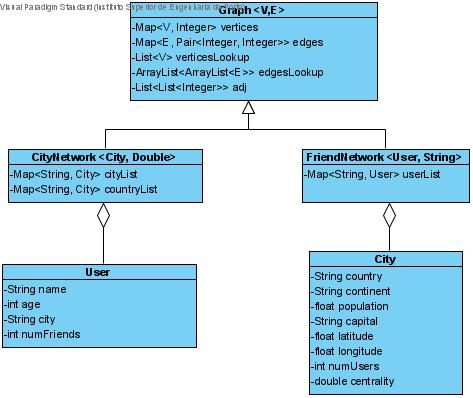 Visual Paradigm Standard (Instituto Superior de Engenharia do Porto)
Graph <V,E>
-Map<V, Integer> vertices
-Map<E, Pair<Integer, Integer>> edges
-List<V> verticesLookup
-ArrayList<ArrayList<E>> edgesLookup
-List<List<Integer>> adj
CityNetwork <City, Double>
-Map<String, City> cityList
-Map<String, City> countryList
FriendNetwork <User, String>
-Map<String, User> userList
User
-String name
-int age
-String city
-int numFriends
City
-String country
-String continent
-float population
-String capital
-float latitude
-float longitude
-int numUsers
-double centrality